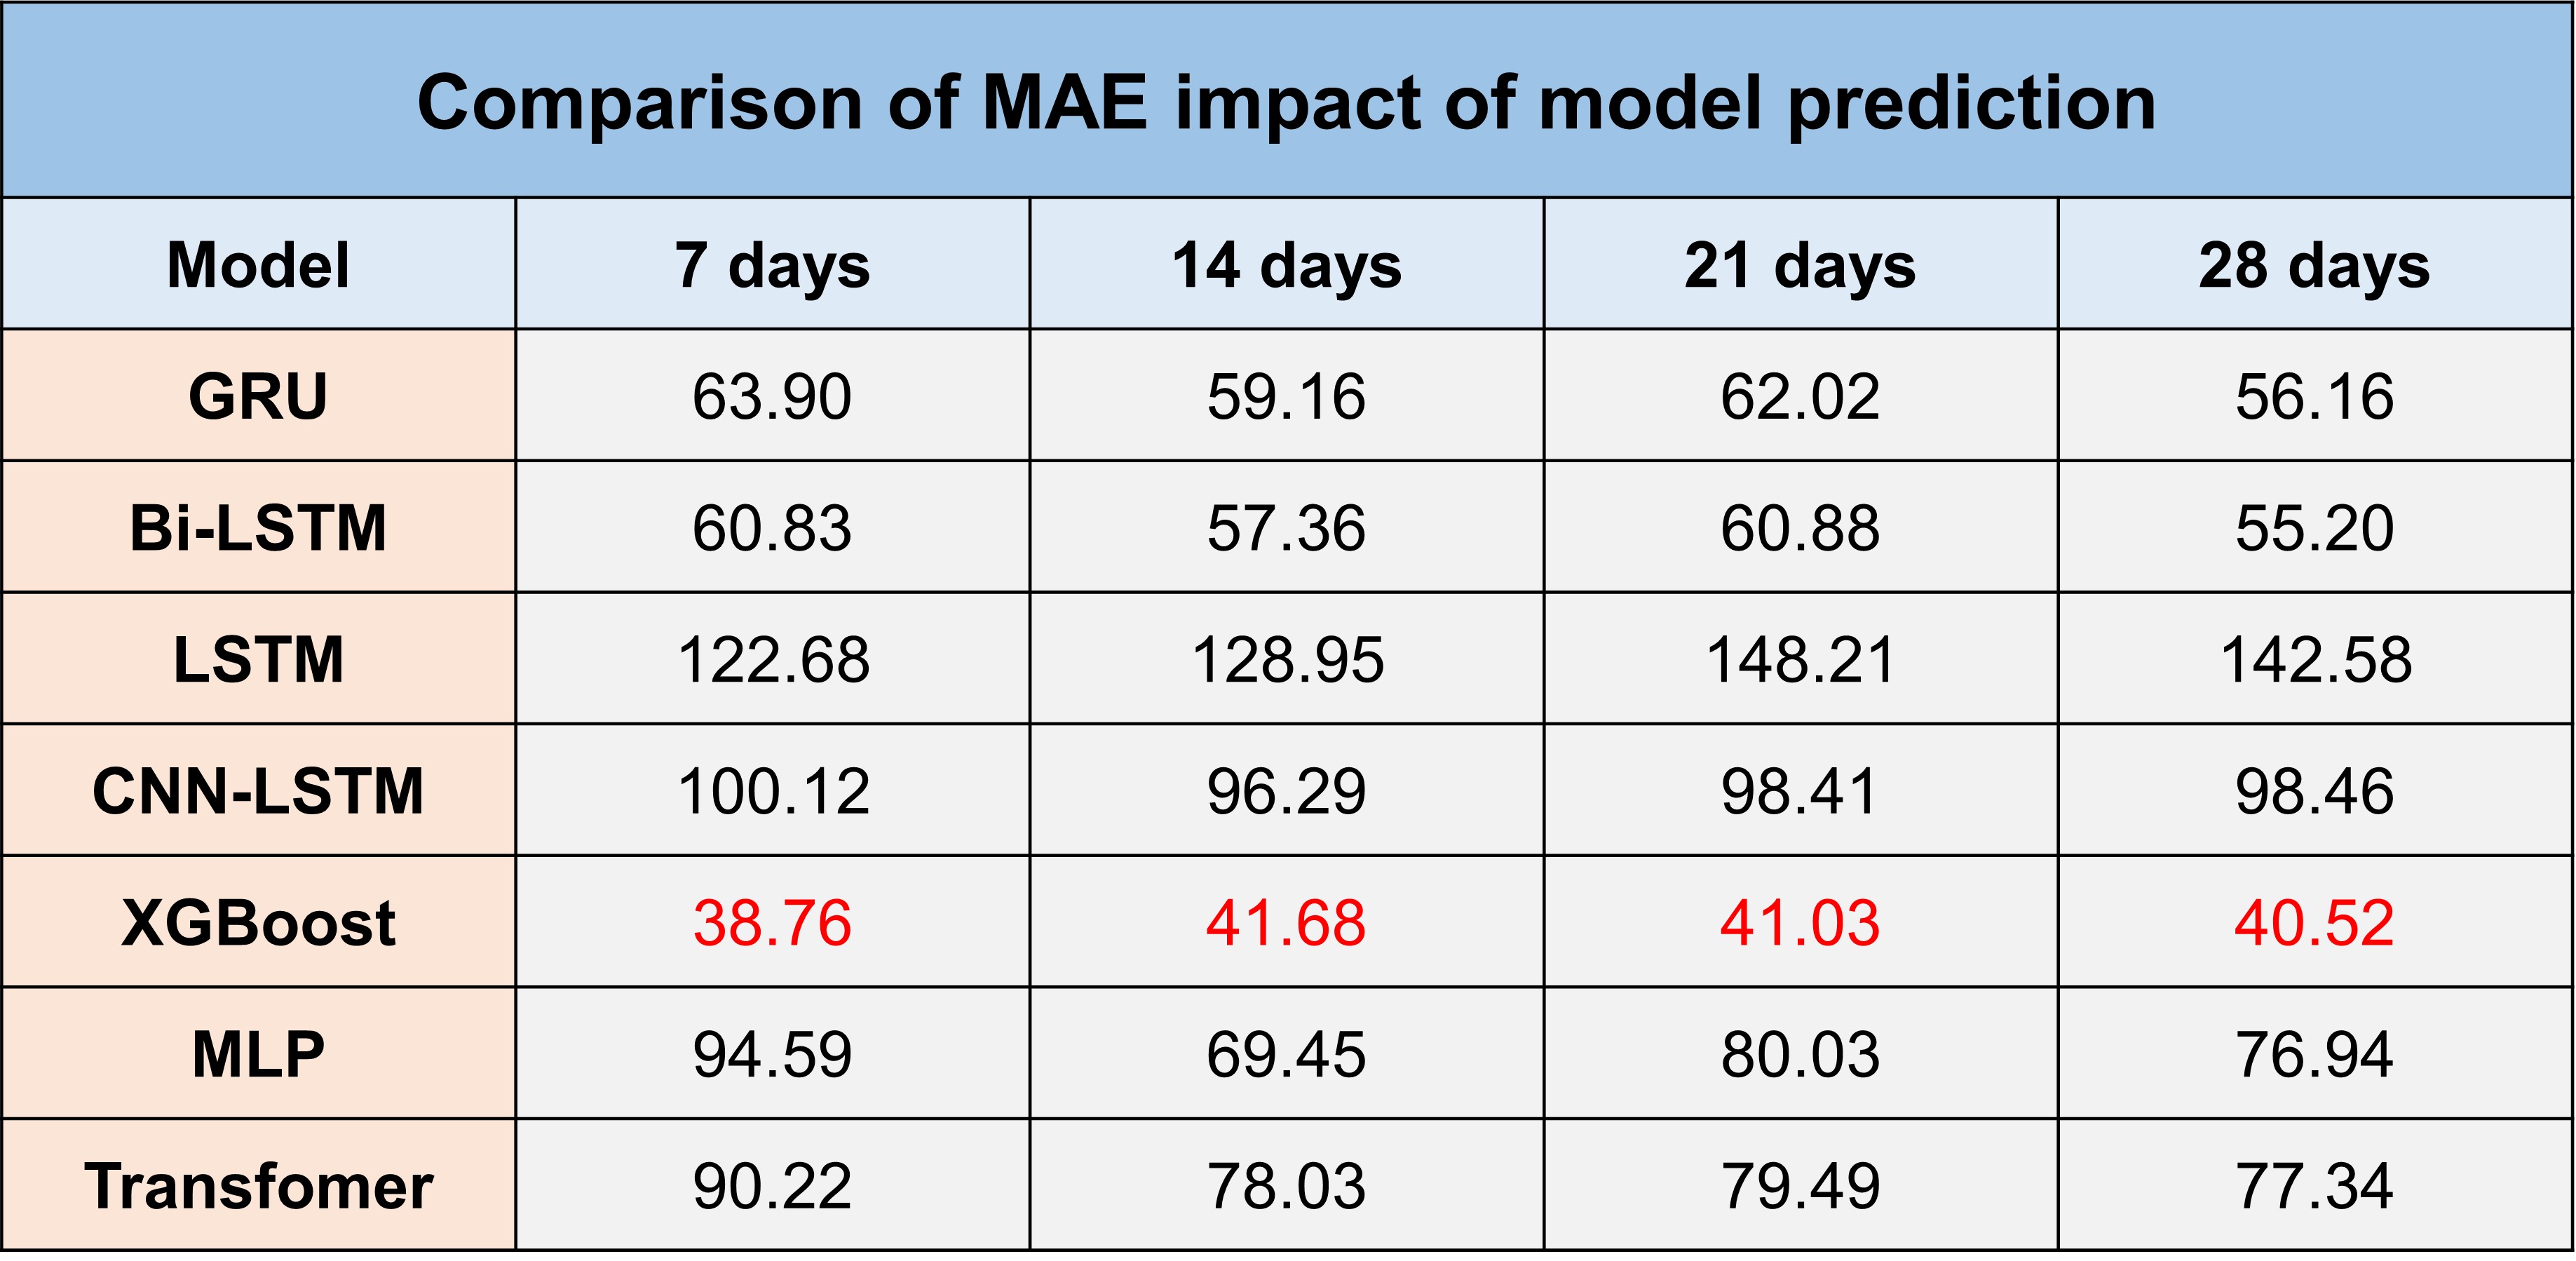 Comparison of MAE impact of model prediction
Model 7 days 14 days 21 days 28 days
GRU 63.90 59.16 62.02 56.16
Bi-LSTM 60.83 57.36 60.88 55.20
LSTM 122.68 128.95 148.21 142.58
CNN-LSTM 100.12 96.29 98.41 98.46
XGBoost 38.76 41.68 41.03 40.52
MLP 94.59 69.45 80.03 76.94
Transfomer 90.22 78.03 79.49 77.34